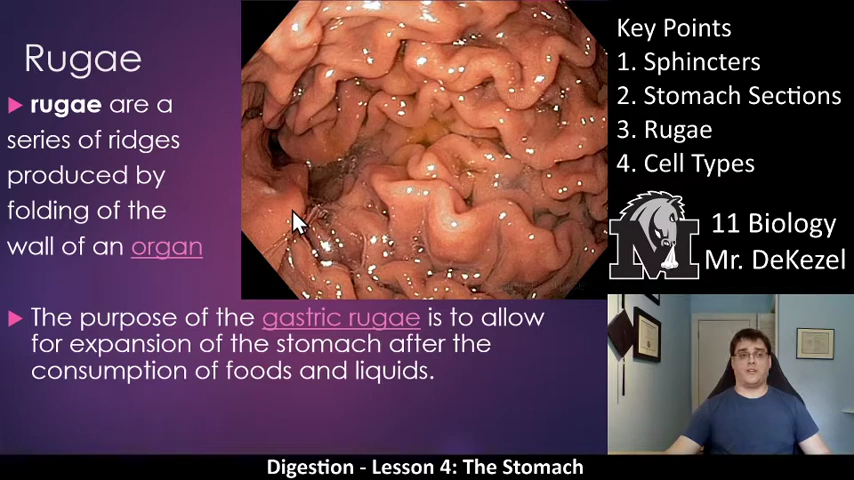 Rugae
rugae are a
series of ridges
produced by
folding of the
wall of an organ
The purpose of the gastric rugae is to allow
for expansion of the stomach after the
consumption of foods and liquids.
Key Points
1. Sphincters
2. Stomach Sections
3. Rugae
4. Cell Types
M
11 Biology
Mr. DeKezel
Digestion - Lesson 4: The Stomach